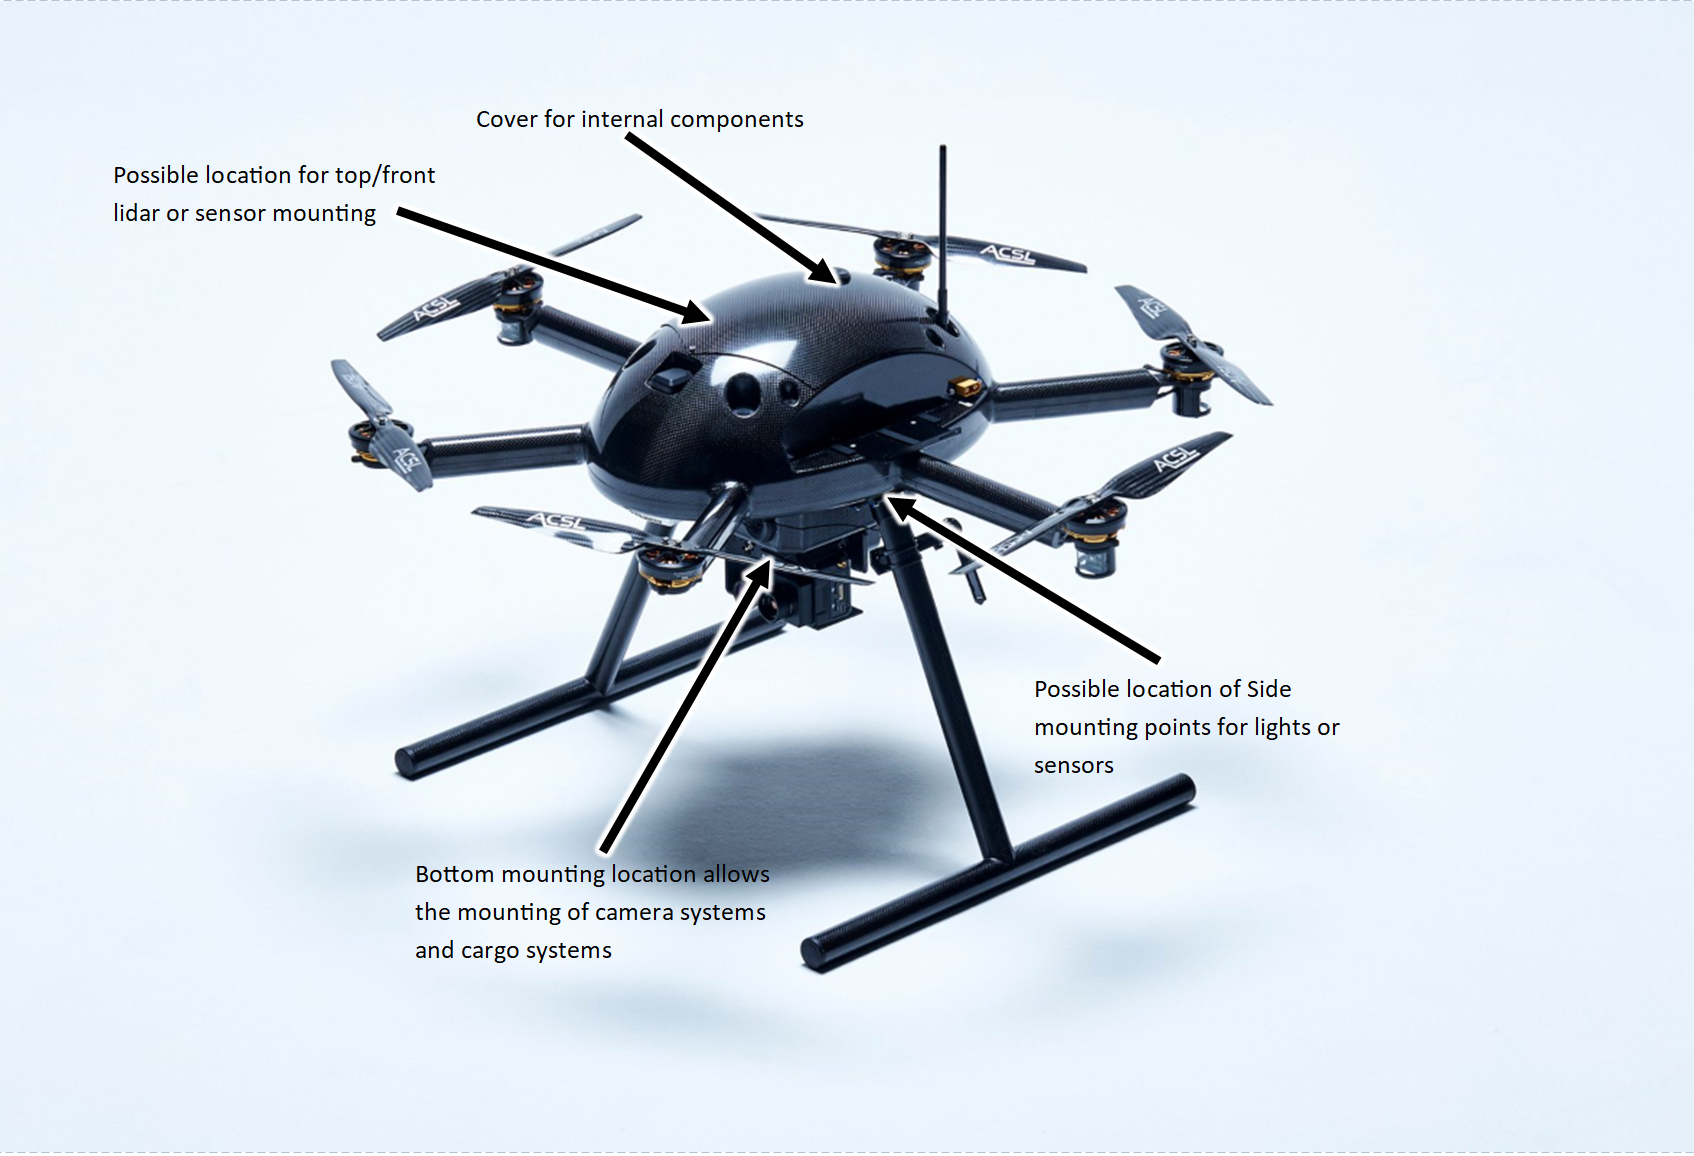 Cover for internal components
Possible location for top/front
lidar or sensor mounting
ACSL
ACSL
ACSL
ACSL
ACSL
ACSL
Possible location of Side
mounting points for lights or
sensors
Bottom mounting location allows
the mounting of camera systems
and cargo systems